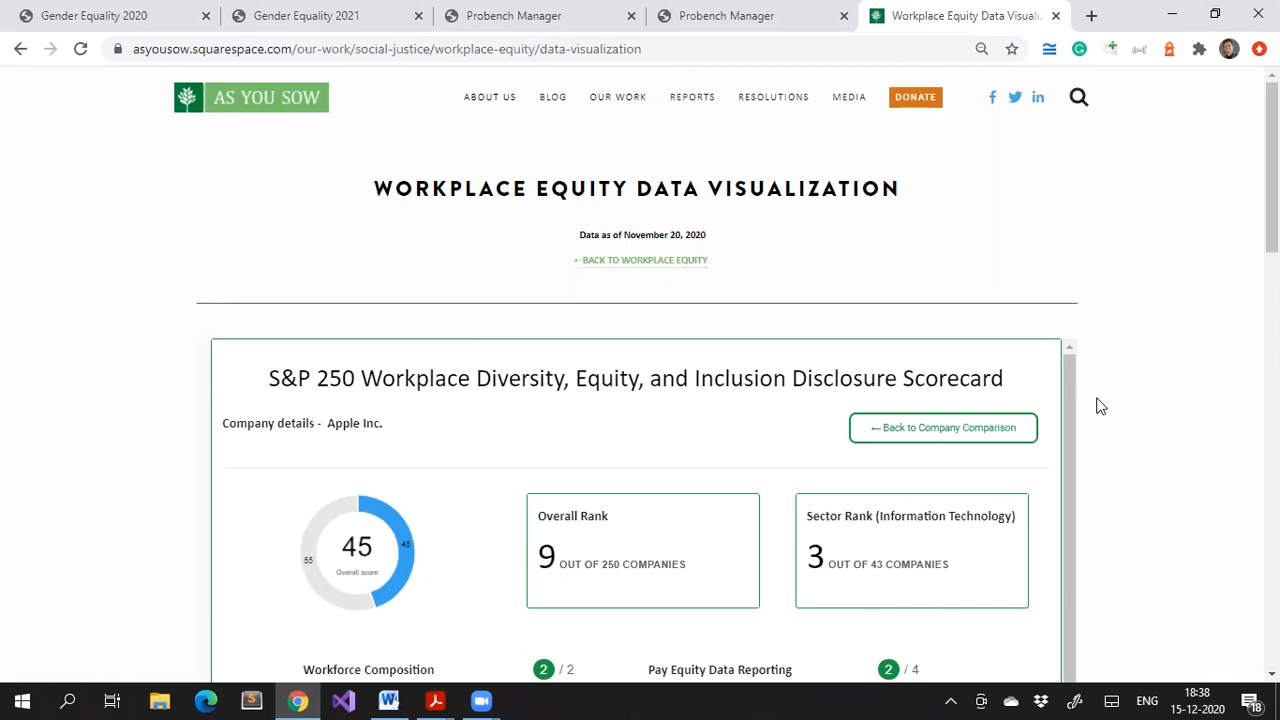 Gender Equality 2020
Gender Equality 2021
Probench Manager
Probench Manager
Workplace Equity Data Visuali
asyousow.squarespace.com/our-work/social-justice/workplace-equity/data-visualization
AS YOU SOW
ABOUT US BLOG OUR WORK REPORTS RESOLUTIONS MEDIA DONATE
WORKPLACE EQUITY DATA VISUALIZATION
Data as of November 20, 2020
←BACK TO WORKPLACE EQUITY
S&P 250 Workplace Diversity, Equity, and Inclusion Disclosure Scorecard
Company details - Apple Inc.
← Back to Company Comparison
45
Overall score
45
55
Overall Rank
9 OUT OF 250 COMPANIES
Sector Rank (Information Technology)
3 OUT OF 43 COMPANIES
Workforce Composition 2 / 2
Pay Equity Data Reporting 2 / 4
ENG
18:38
15-12-2020
18